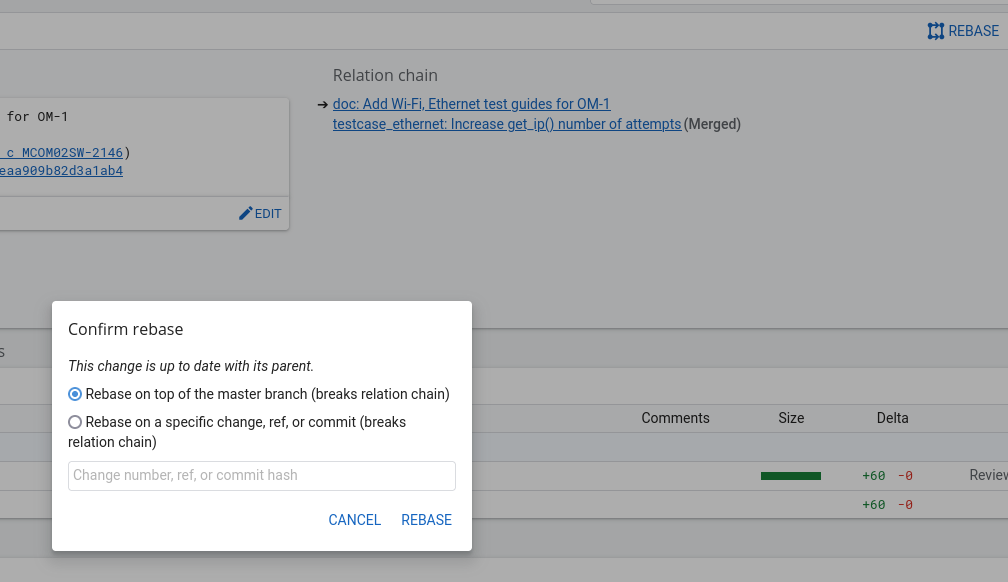 REBASE
Relation chain
➔ doc: Add Wi-Fi, Ethernet test guides for OM-1
testcase_ethernet: Increase get_ip() number of attempts (Merged)
for OM-1
c MCOM02SW-2146)
eaa909b82d3a1ab4
EDIT
Confirm rebase
This change is up to date with its parent.
Rebase on top of the master branch (breaks relation chain)
Rebase on a specific change, ref, or commit (breaks
relation chain)
Change number, ref, or commit hash
CANCEL REBASE
s
Comments Size Delta
+60 -0 Review
+60 -0